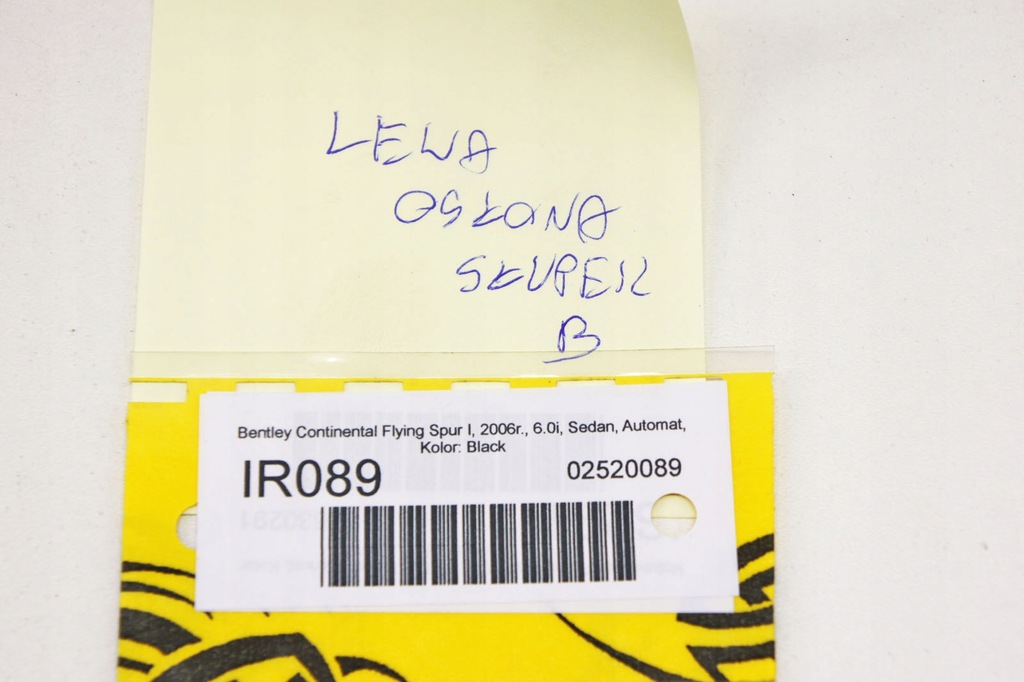 LEWA
OSŁONA
SŁUPEK
B
Bentley Continental Flying Spur I, 2006r., 6.0i, Sedan, Automat,
Kolor: Black
IR089
02520089